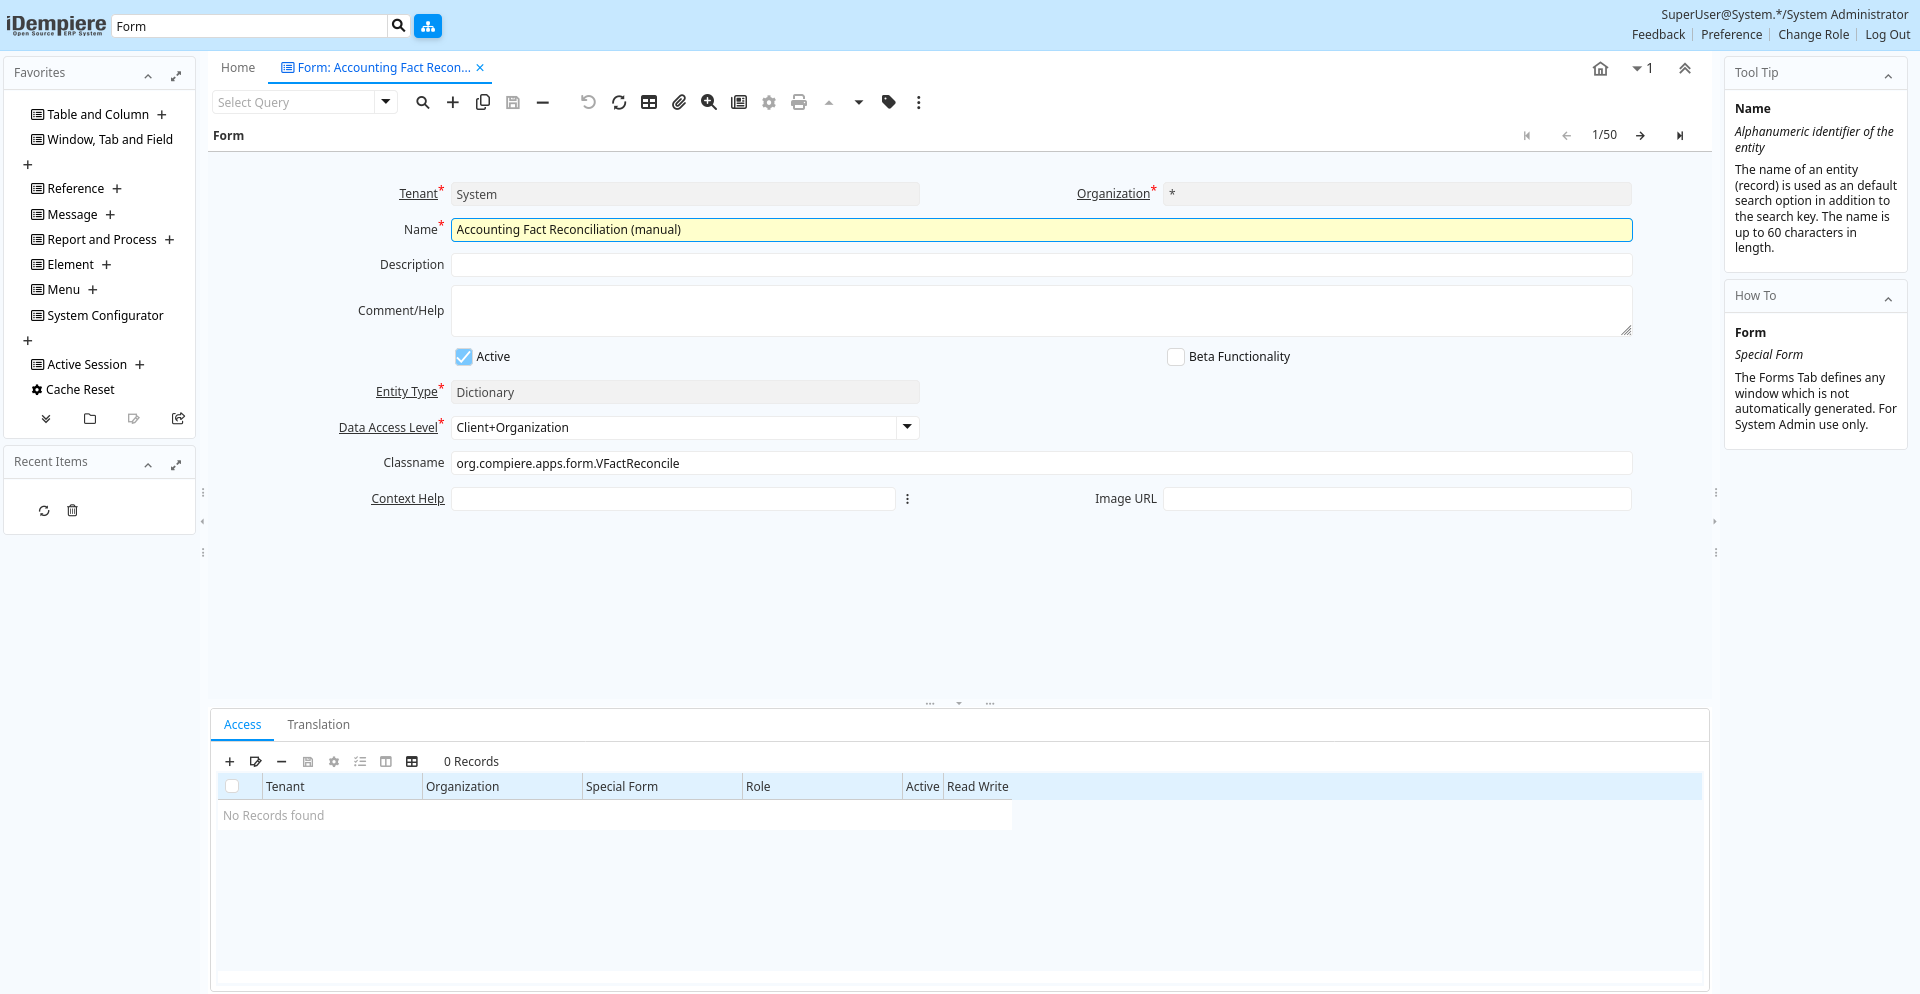 iDempiere
Open Source ERP System
Form
SuperUser@System.*/System Administrator
Feedback
Preference
Change Role
Log Out
Favorites
Table and Column
Window, Tab and Field
Reference
Message
Report and Process
Element
Menu
System Configurator
Active Session
Cache Reset
Recent Items
Home
Form: Accounting Fact Recon...
1
Select Query
Form
1/50
Tenant*
System
Organization*
*
Name*
Accounting Fact Reconciliation (manual)
Description
Comment/Help
Active
Beta Functionality
Entity Type*
Dictionary
Data Access Level*
Client+Organization
Classname
org.compiere.apps.form.VFactReconcile
Context Help
Image URL
Access
Translation
0 Records
Tenant
Organization
Special Form
Role
Active
Read Write
No Records found
Tool Tip
Name
Alphanumeric identifier of the
entity
The name of an entity
(record) is used as an default
search option in addition to
the search key. The name is
up to 60 characters in
length.
How To
Form
Special Form
The Forms Tab defines any
window which is not
automatically generated. For
System Admin use only.